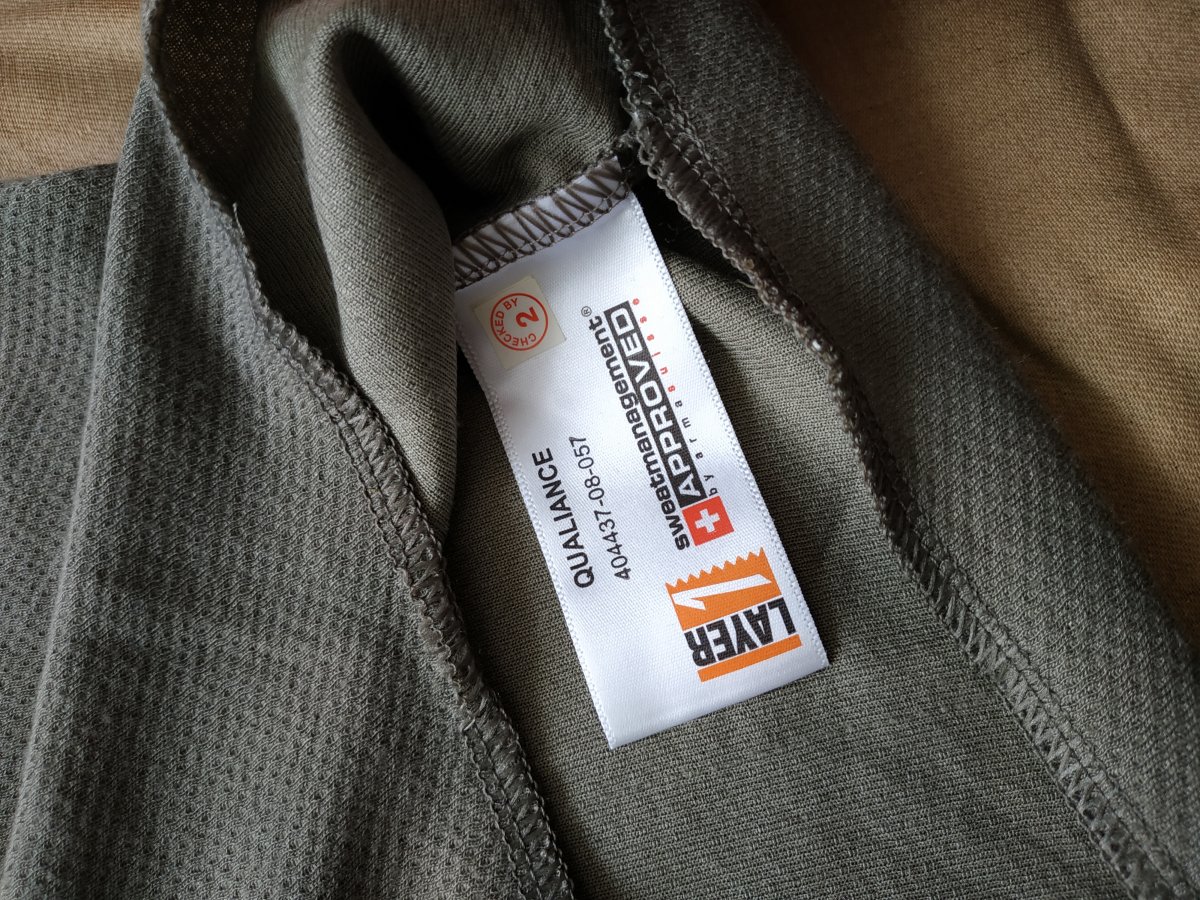 CHECKED BY
2
sweatmanagement®
APPROVED
by armasuisse
QUALIANCE
404437-08-057
LAYER
1